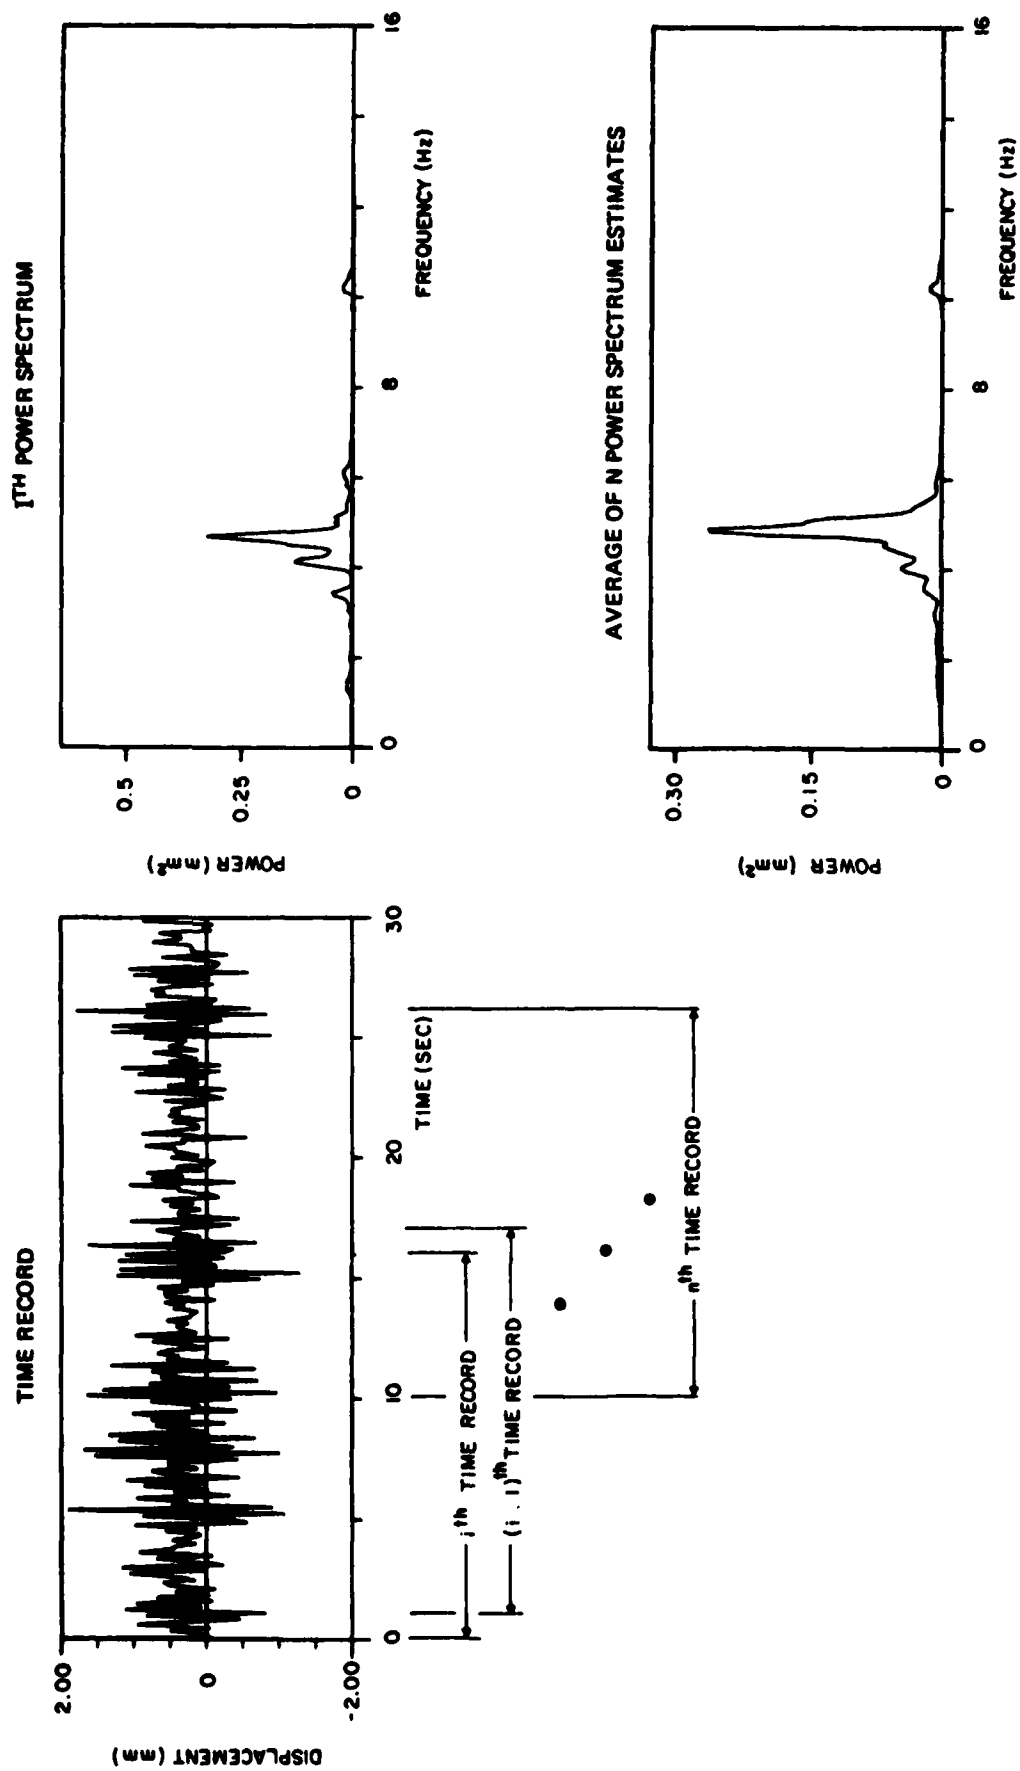 TIME RECORD
DISPLACEMENT (mm)
2.00
0
-2.00
0
10
20
30
TIME (SEC)
ith TIME RECORD
(i . 1)th TIME RECORD
nth TIME RECORD
ITH POWER SPECTRUM
POWER (mm²)
0.5
0.25
0
0
8
16
FREQUENCY (Hz)
AVERAGE OF N POWER SPECTRUM ESTIMATES
POWER (mm²)
0.30
0.15
0
0
8
16
FREQUENCY (Hz)